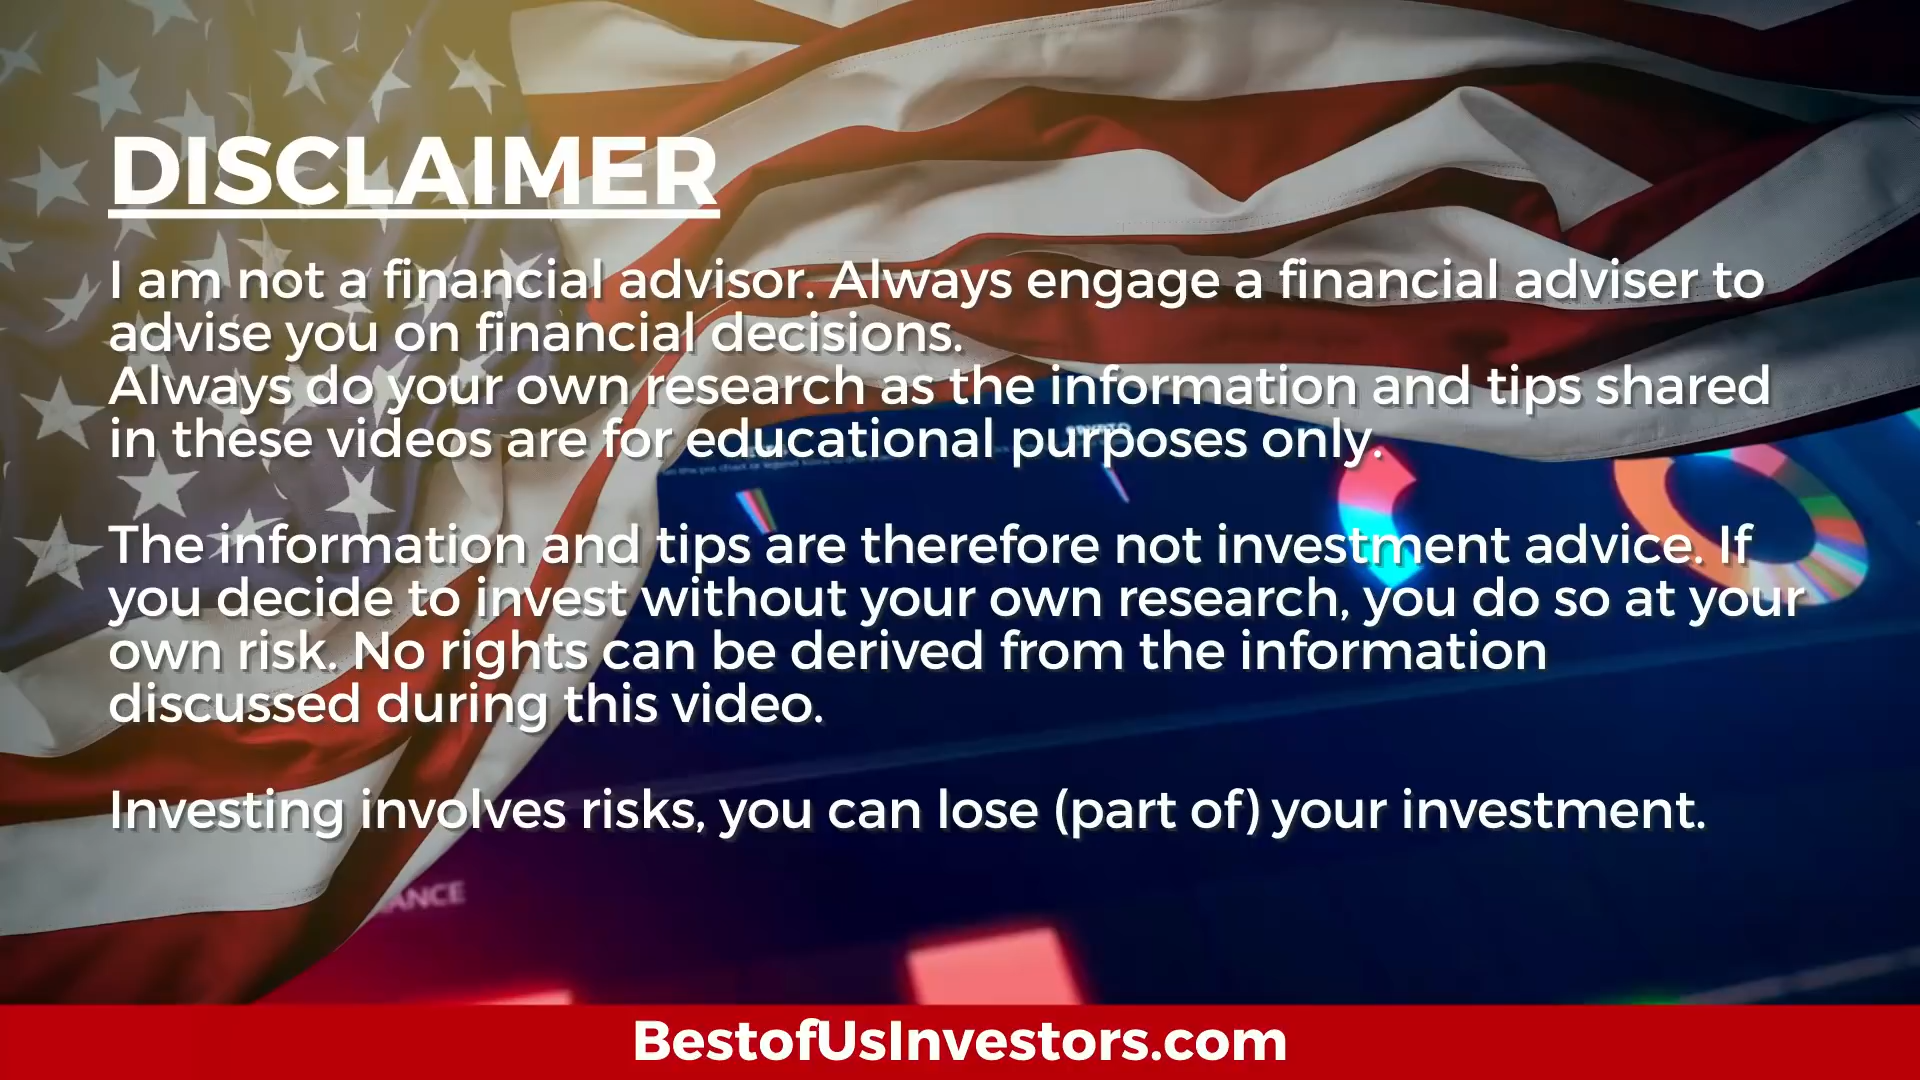 DISCLAIMER
I am not a financial advisor. Always engage a financial adviser to
advise you on financial decisions.
Always do your own research as the information and tips shared
in these videos are for educational purposes only.
The information and tips are therefore not investment advice. If
you decide to invest without your own research, you do so at your
own risk. No rights can be derived from the information
discussed during this video.
Investing involves risks, you can lose (part of) your investment.
ANCE
BestofUsInvestors.com